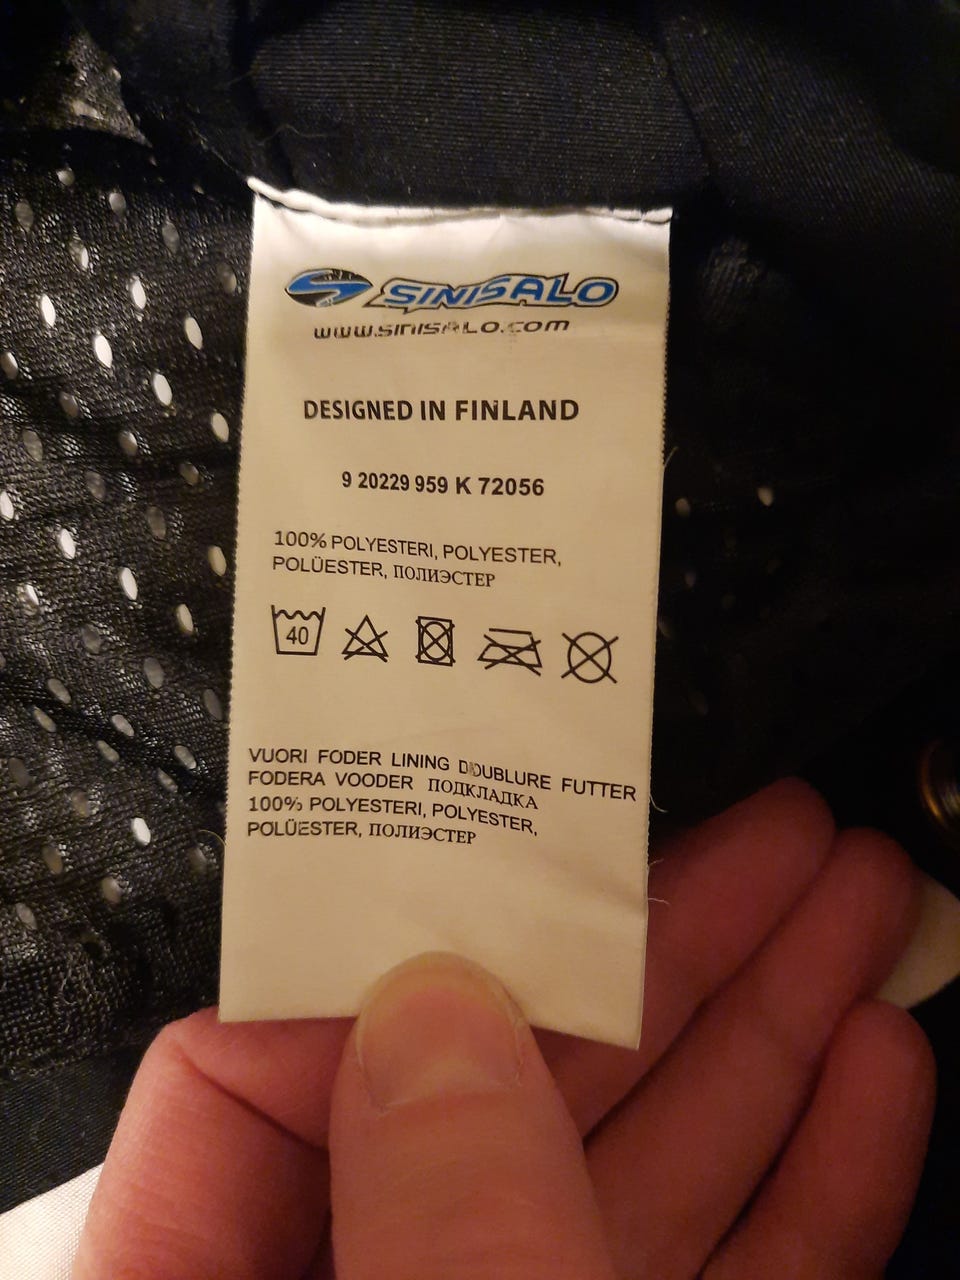 SINISALO
www.sinisalo.com
DESIGNED IN FINLAND
9 20229 959 K 72056
100% POLYESTERI, POLYESTER,
POLÜESTER, ПОЛИЭСТЕР
40
VUORI FODER LINING DOUBLURE FUTTER
FODERA VOODER ПОДКЛАДКА
100% POLYESTERI, POLYESTER,
POLÜESTER, ПОЛИЭСТЕР